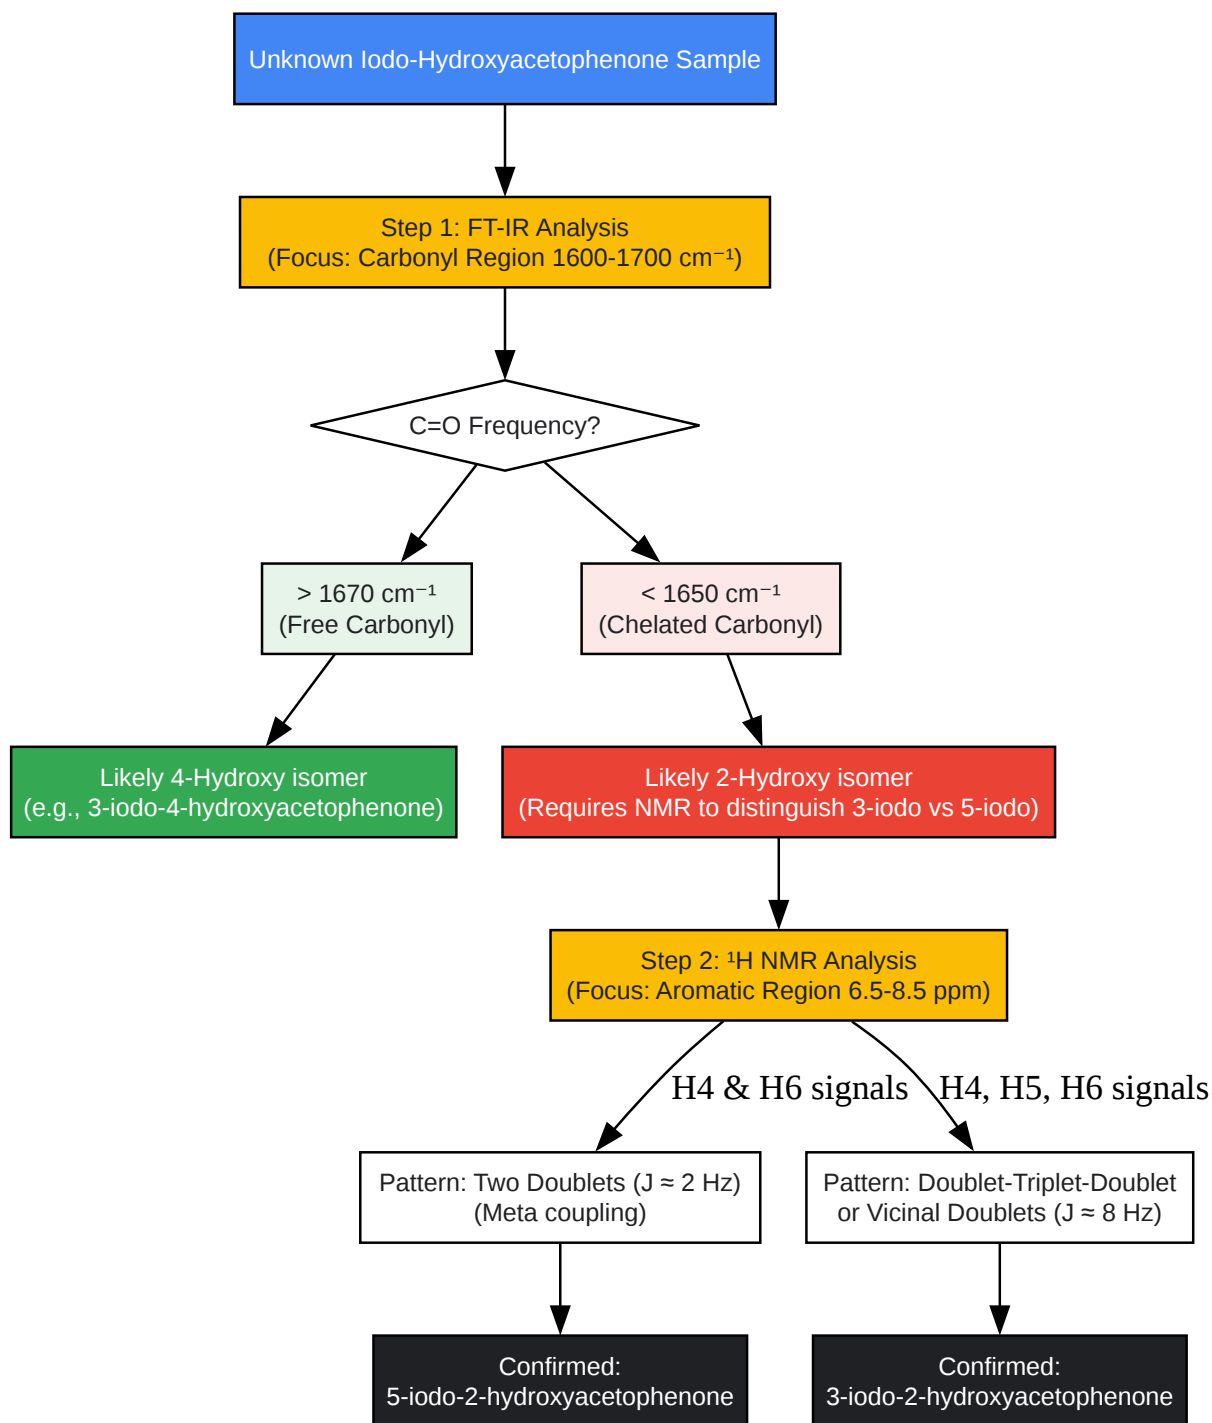 Unknown Iodo-Hydroxyacetophenone Sample
Step 1: FT-IR Analysis
(Focus: Carbonyl Region 1600-1700 cm⁻¹)
C=O Frequency?
> 1670 cm⁻¹
(Free Carbonyl)
< 1650 cm⁻¹
(Chelated Carbonyl)
Likely 4-Hydroxy isomer
(e.g., 3-iodo-4-hydroxyacetophenone)
Likely 2-Hydroxy isomer
(Requires NMR to distinguish 3-iodo vs 5-iodo)
Step 2: ¹H NMR Analysis
(Focus: Aromatic Region 6.5-8.5 ppm)
H4 & H6 signals
H4, H5, H6 signals
Pattern: Two Doublets (J ≈ 2 Hz)
(Meta coupling)
Pattern: Doublet-Triplet-Doublet
or Vicinal Doublets (J ≈ 8 Hz)
Confirmed:
5-iodo-2-hydroxyacetophenone
Confirmed:
3-iodo-2-hydroxyacetophenone